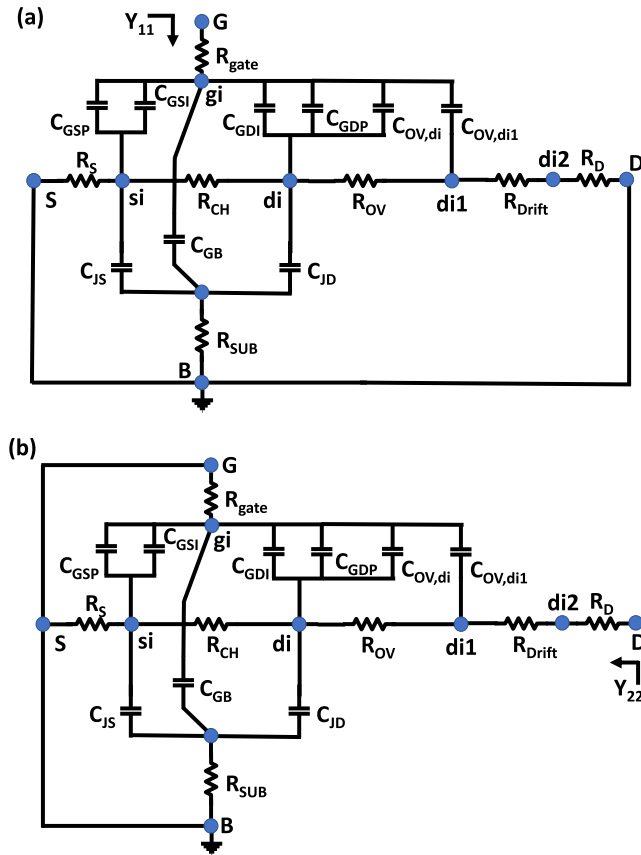 (a)
Y11
G
Rgate
gi
CGSP
CGSI
CGDI
CGDP
COV,di
COV,di1
RS
S
si
RCH
di
ROV
di1
RDrift
di2
RD
D
CGB
CJS
CJD
RSUB
B
(b)
G
Rgate
gi
CGSP
CGSI
CGDI
CGDP
COV,di
COV,di1
RS
S
si
RCH
di
ROV
di1
RDrift
di2
RD
D
Y22
CGB
CJS
CJD
RSUB
B